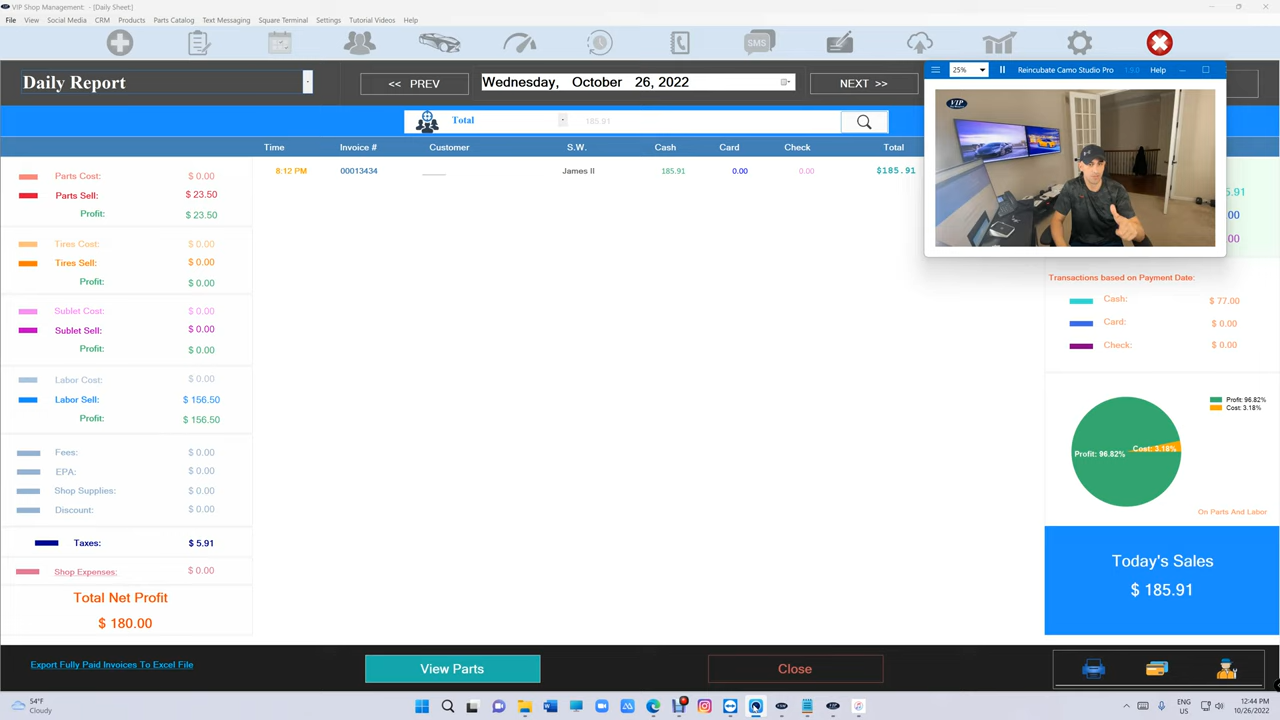 VIP Shop Management: - [Daily Sheet:]
File View Social Media CRM Products Parts Catalog Text Messaging Square Terminal Settings Tutorial Videos Help
SMS
Daily Report
<< PREV
Wednesday, October 26, 2022
NEXT >>
25%
Reincubate Camo Studio Pro
Help
VIP
Total
185.91
Time Invoice # Customer S.W. Cash Card Check Total
8:12 PM 00013434 James II 185.91 0.00 0.00 $185.91
Parts Cost: $ 0.00
Parts Sell: $ 23.50
Profit: $ 23.50
Tires Cost: $ 0.00
Tires Sell: $ 0.00
Profit: $ 0.00
Sublet Cost: $ 0.00
Sublet Sell: $ 0.00
Profit: $ 0.00
Labor Cost: $ 0.00
Labor Sell: $ 156.50
Profit: $ 156.50
Fees: $ 0.00
EPA: $ 0.00
Shop Supplies: $ 0.00
Discount: $ 0.00
Taxes: $ 5.91
Shop Expenses: $ 0.00
Total Net Profit
$ 180.00
Transactions based on Payment Date:
Cash: $ 77.00
Card: $ 0.00
Check: $ 0.00
Profit: 96.82%
Cost: 3.18%
Cost: 3.18%
Profit: 96.82%
On Parts And Labor
Today's Sales
$ 185.91
Export Fully Paid Invoices To Excel File
View Parts
Close
54°F
Cloudy
ENG
US
12:44 PM
10/26/2022